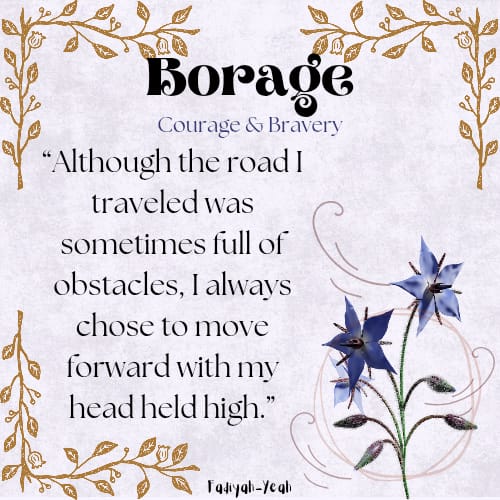 Borage
Courage & Bravery
“Although the road I
traveled was
sometimes full of
obstacles, I always
chose to move
forward with my
head held high.”
Fadiyah-Yeah